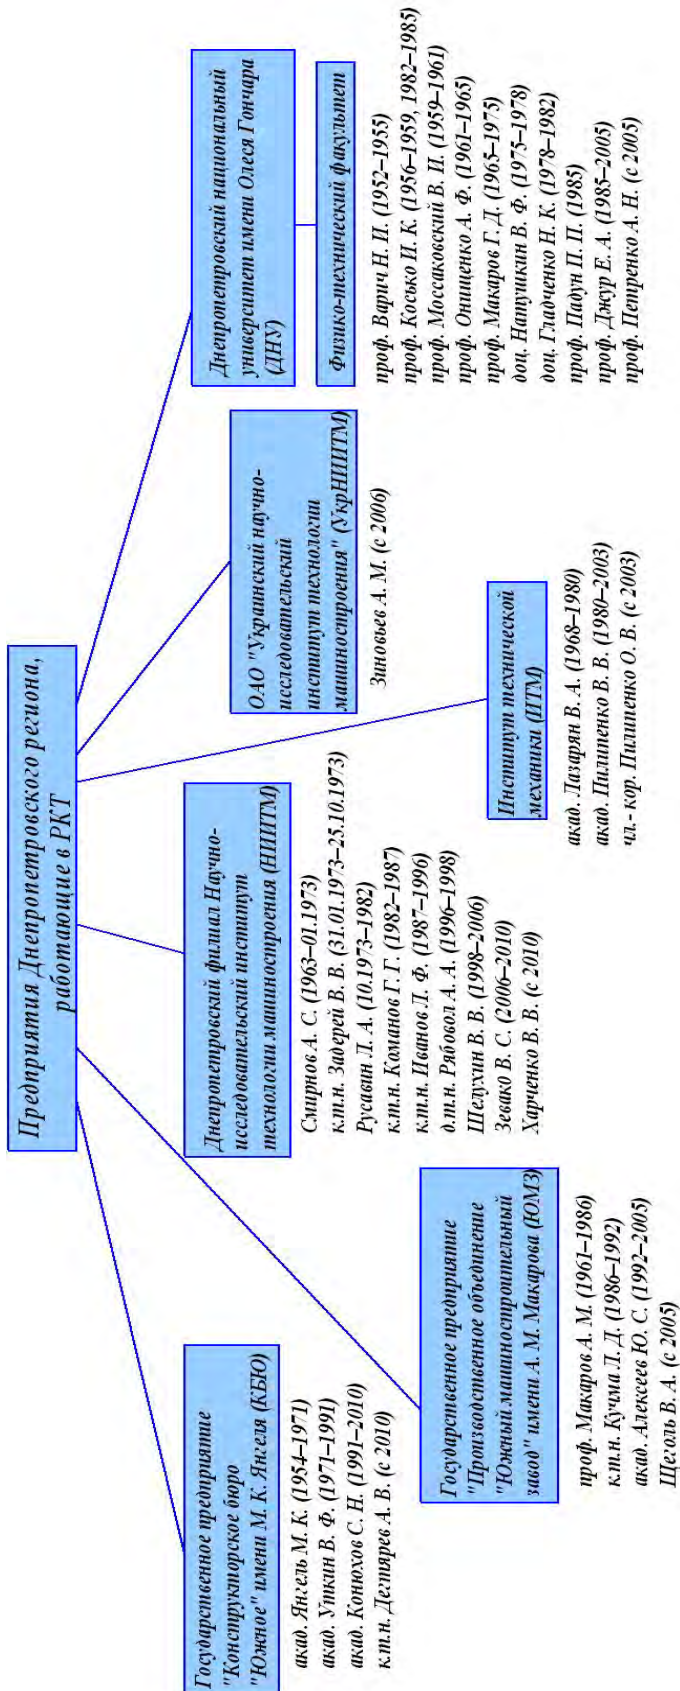 Предприятия Днепропетровского региона,
работающие в РКТ
Государственное предприятие
"Конструкторское бюро
"Южное" имени М. К. Янгеля (КБЮ)
акад. Янгель М. К. (1954–1971)
акад. Уткин В. Ф. (1971–1991)
акад. Конюхов С. Н. (1991–2010)
к.т.н. Дегтярев А. В. (с 2010)
Государственное предприятие
"Производственное объединение
"Южный машиностроительный
завод" имени А. М. Макарова (ЮМЗ)
проф. Макаров А. М. (1961–1986)
к.т.н. Кучма Л. Д. (1986–1992)
акад. Алексеев Ю. С. (1992–2005)
Щеголь В. А. (с 2005)
Днепропетровский филиал Научно-
исследовательский институт
технологии машиностроения (НИИТМ)
Смирнов А. С. (1963–01.1973)
к.т.н. Задерей В. В. (31.01.1973–25.10.1973)
Русавин Л. А. (10.1973–1982)
к.т.н. Команов Г. Г. (1982–1987)
к.т.н. Иванов Л. Ф. (1987–1996)
д.т.н. Рябовол А. А. (1996–1998)
Шелухин В. В. (1998–2006)
Зевако В. С. (2006–2010)
Харченко В. В. (с 2010)
Институт технической
механики (ИТМ)
акад. Лазарян В. А. (1968–1980)
акад. Пилипенко В. В. (1980–2003)
чл.- кор. Пилипенко О. В. (с 2003)
ОАО "Украинский научно-
исследовательский
институт технологии
машиностроения" (УкрНИИТМ)
Зиновьев А. М. (с 2006)
Днепропетровский национальный
университет имени Олеся Гончара
(ДНУ)
Физико-технический факультет
проф. Варич Н. И. (1952–1955)
проф. Косько И. К. (1956–1959, 1982–1985)
проф. Моссаковский В. И. (1959–1961)
проф. Онищенко А. Ф. (1961–1965)
проф. Макаров Г. Д. (1965–1975)
доц. Натушкин В. Ф. (1975–1978)
доц. Гладченко Н. К. (1978–1982)
проф. Падун П. П. (1985)
проф. Джур Е. А. (1985–2005)
проф. Петренко А. Н. (с 2005)